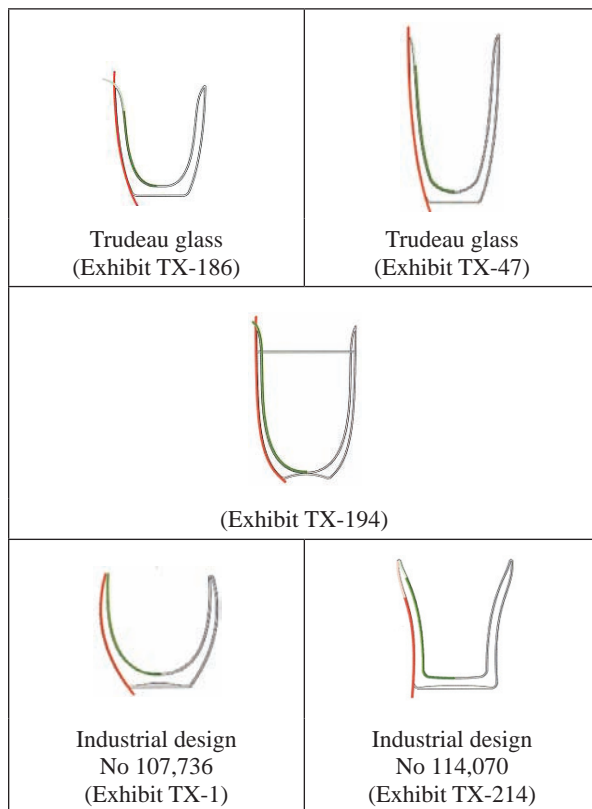 Trudeau glass
(Exhibit TX-186)
Trudeau glass
(Exhibit TX-47)
(Exhibit TX-194)
Industrial design
No 107,736
(Exhibit TX-1)
Industrial design
No 114,070
(Exhibit TX-214)